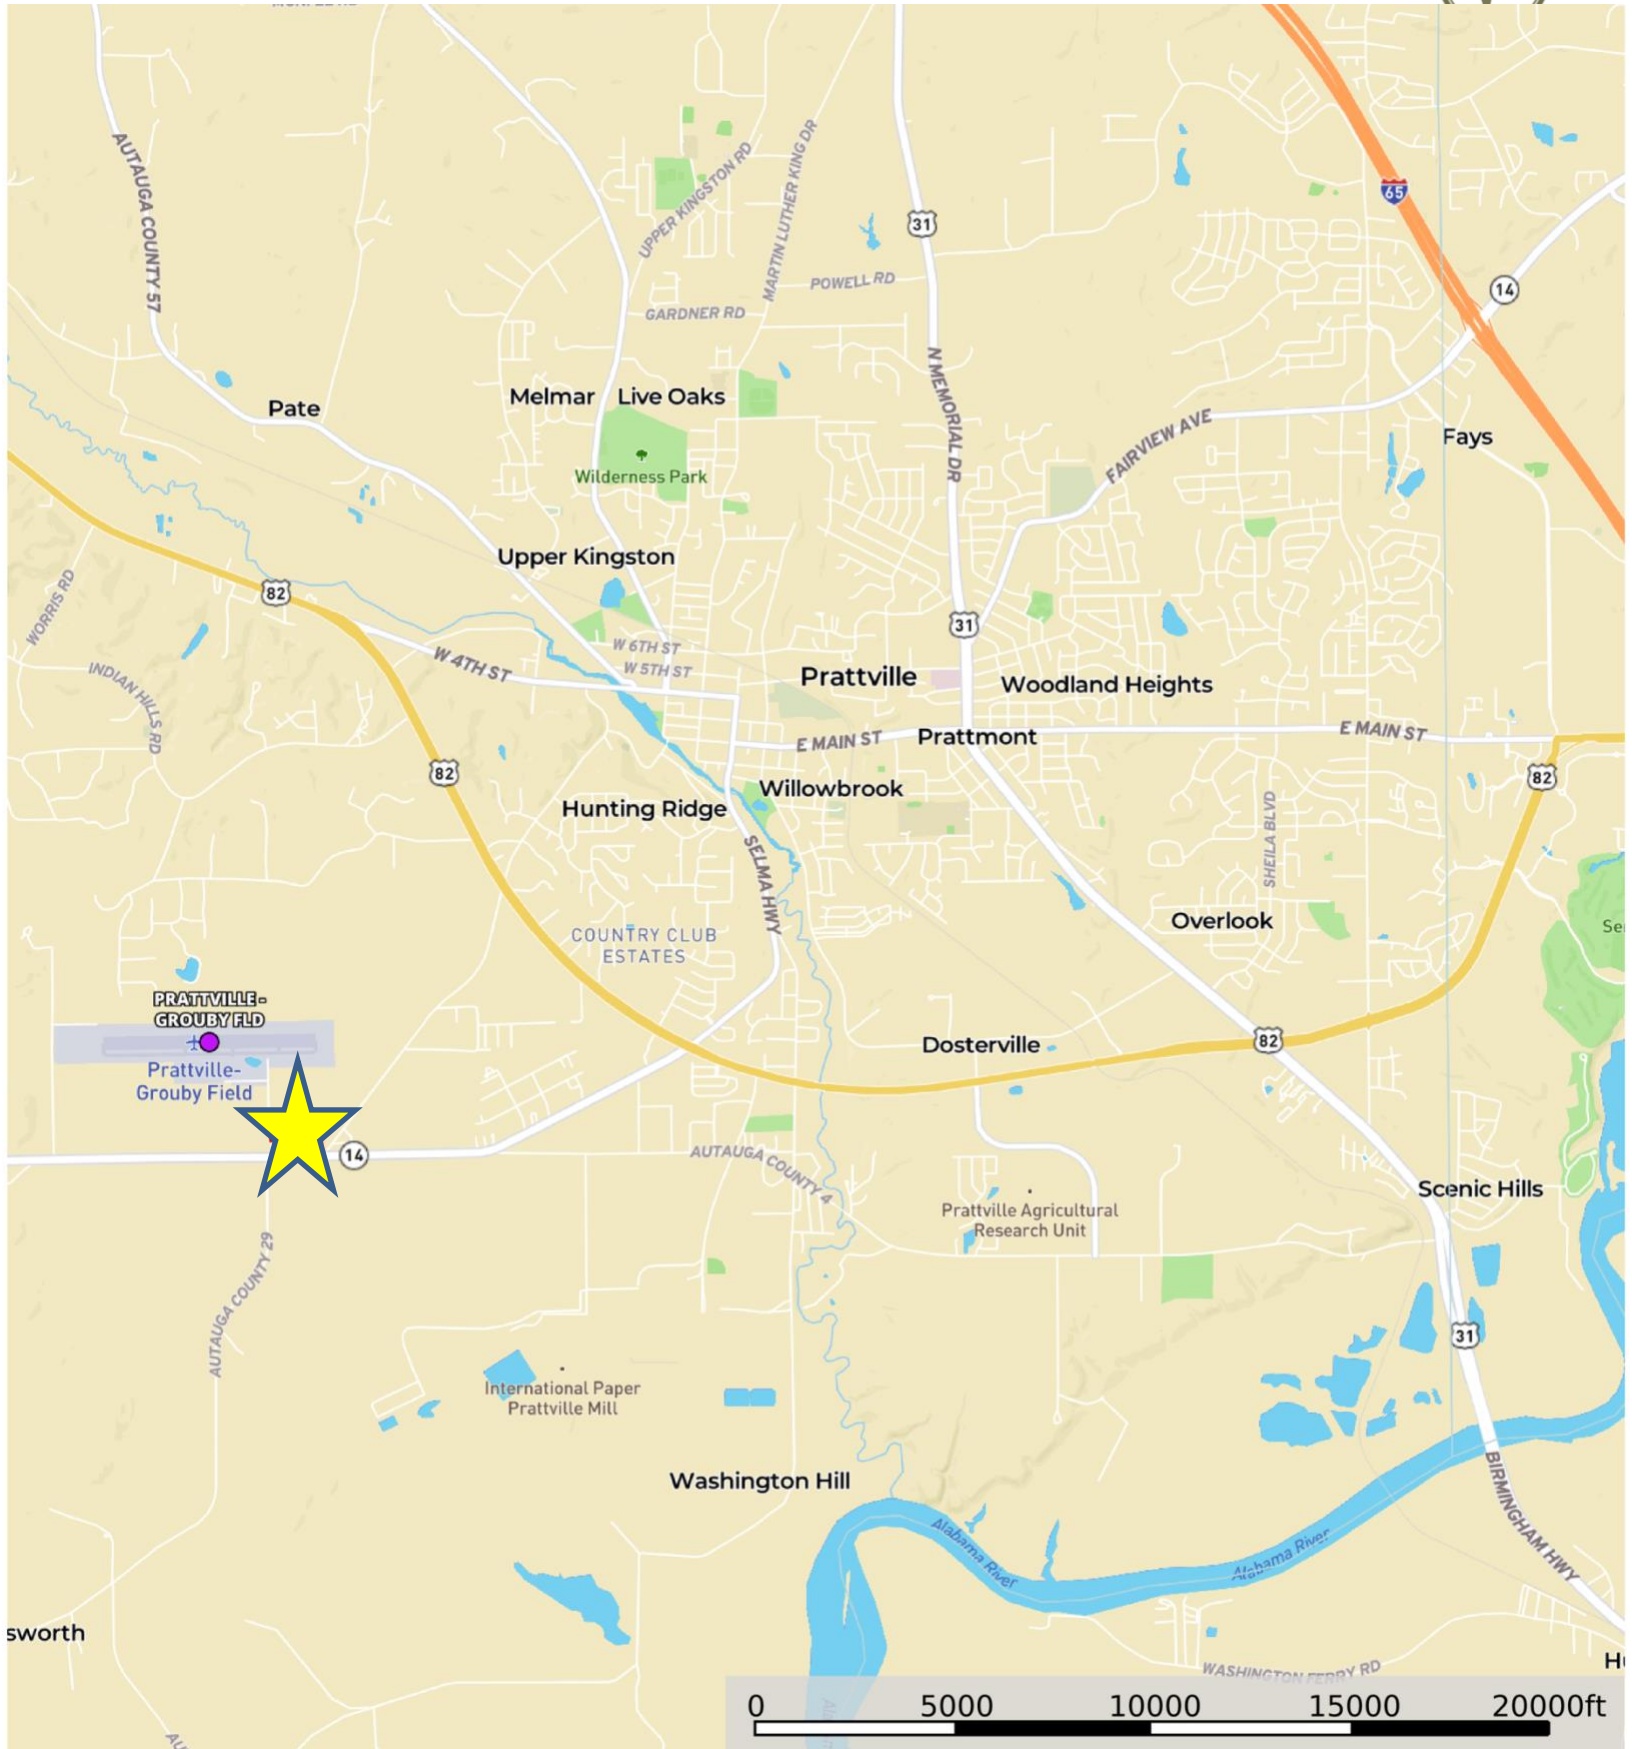 AUTAUGA COUNTY 57
UPPER KINGSTON RD
MARTIN LUTHER KING DR
31
65
14
POWELL RD
GARDNER RD
N MEMORIAL DR
Pate
Melmar
Live Oaks
Wilderness Park
FAIRVIEW AVE
Fays
Upper Kingston
82
WORRIS RD
INDIAN HILLS RD
W 4TH ST
W 6TH ST
W 5TH ST
31
Prattville
Woodland Heights
E MAIN ST
Prattmont
E MAIN ST
82
82
Willowbrook
Hunting Ridge
SELMA HWY
SHEILA BLVD
Overlook
Se
COUNTRY CLUB
ESTATES
PRATTVILLE-
GROUBY FLD
Prattville-
Grouby Field
Dosterville
82
14
AUTAUGA COUNTY 4
Prattville Agricultural
Research Unit
Scenic Hills
AUTAUGA COUNTY 29
31
International Paper
Prattville Mill
Washington Hill
Alabama River
Alabama River
BIRMINGHAM HWY
sworth
WASHINGTON FERRY RD
0 5000 10000 15000 20000ft